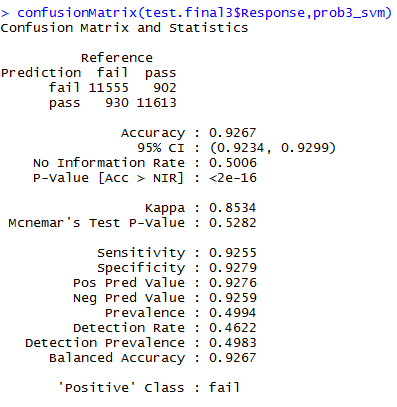 > confusionMatrix(test.final3$Response,prob3_svm)
Confusion Matrix and Statistics
Reference
Prediction fail pass
fail 11555 902
pass 930 11613
Accuracy : 0.9267
95% CI : (0.9234, 0.9299)
No Information Rate : 0.5006
P-Value [Acc > NIR] : <2e-16
Kappa : 0.8534
Mcnemar's Test P-Value : 0.5282
Sensitivity : 0.9255
Specificity : 0.9279
Pos Pred Value : 0.9276
Neg Pred Value : 0.9259
Prevalence : 0.4994
Detection Rate : 0.4622
Detection Prevalence : 0.4983
Balanced Accuracy : 0.9267
'Positive' Class : fail